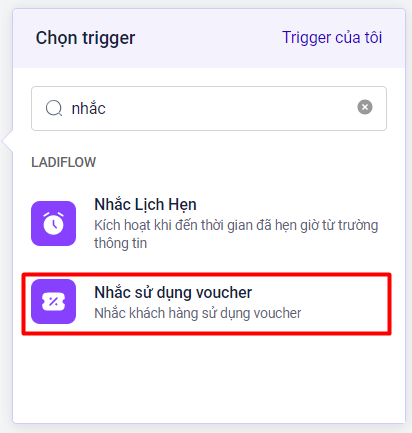 Chọn trigger
Trigger của tôi
nhắc
LADIFLOW
Nhắc Lịch Hẹn
Kích hoạt khi đến thời gian đã hẹn giờ từ trường
thông tin
Nhắc sử dụng voucher
Nhắc khách hàng sử dụng voucher